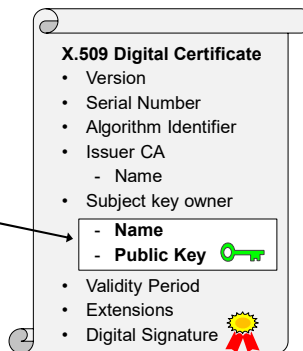 X.509 Digital Certificate
• Version
• Serial Number
• Algorithm Identifier
• Issuer CA
- Name
• Subject key owner
- Name
- Public Key
• Validity Period
• Extensions
• Digital Signature